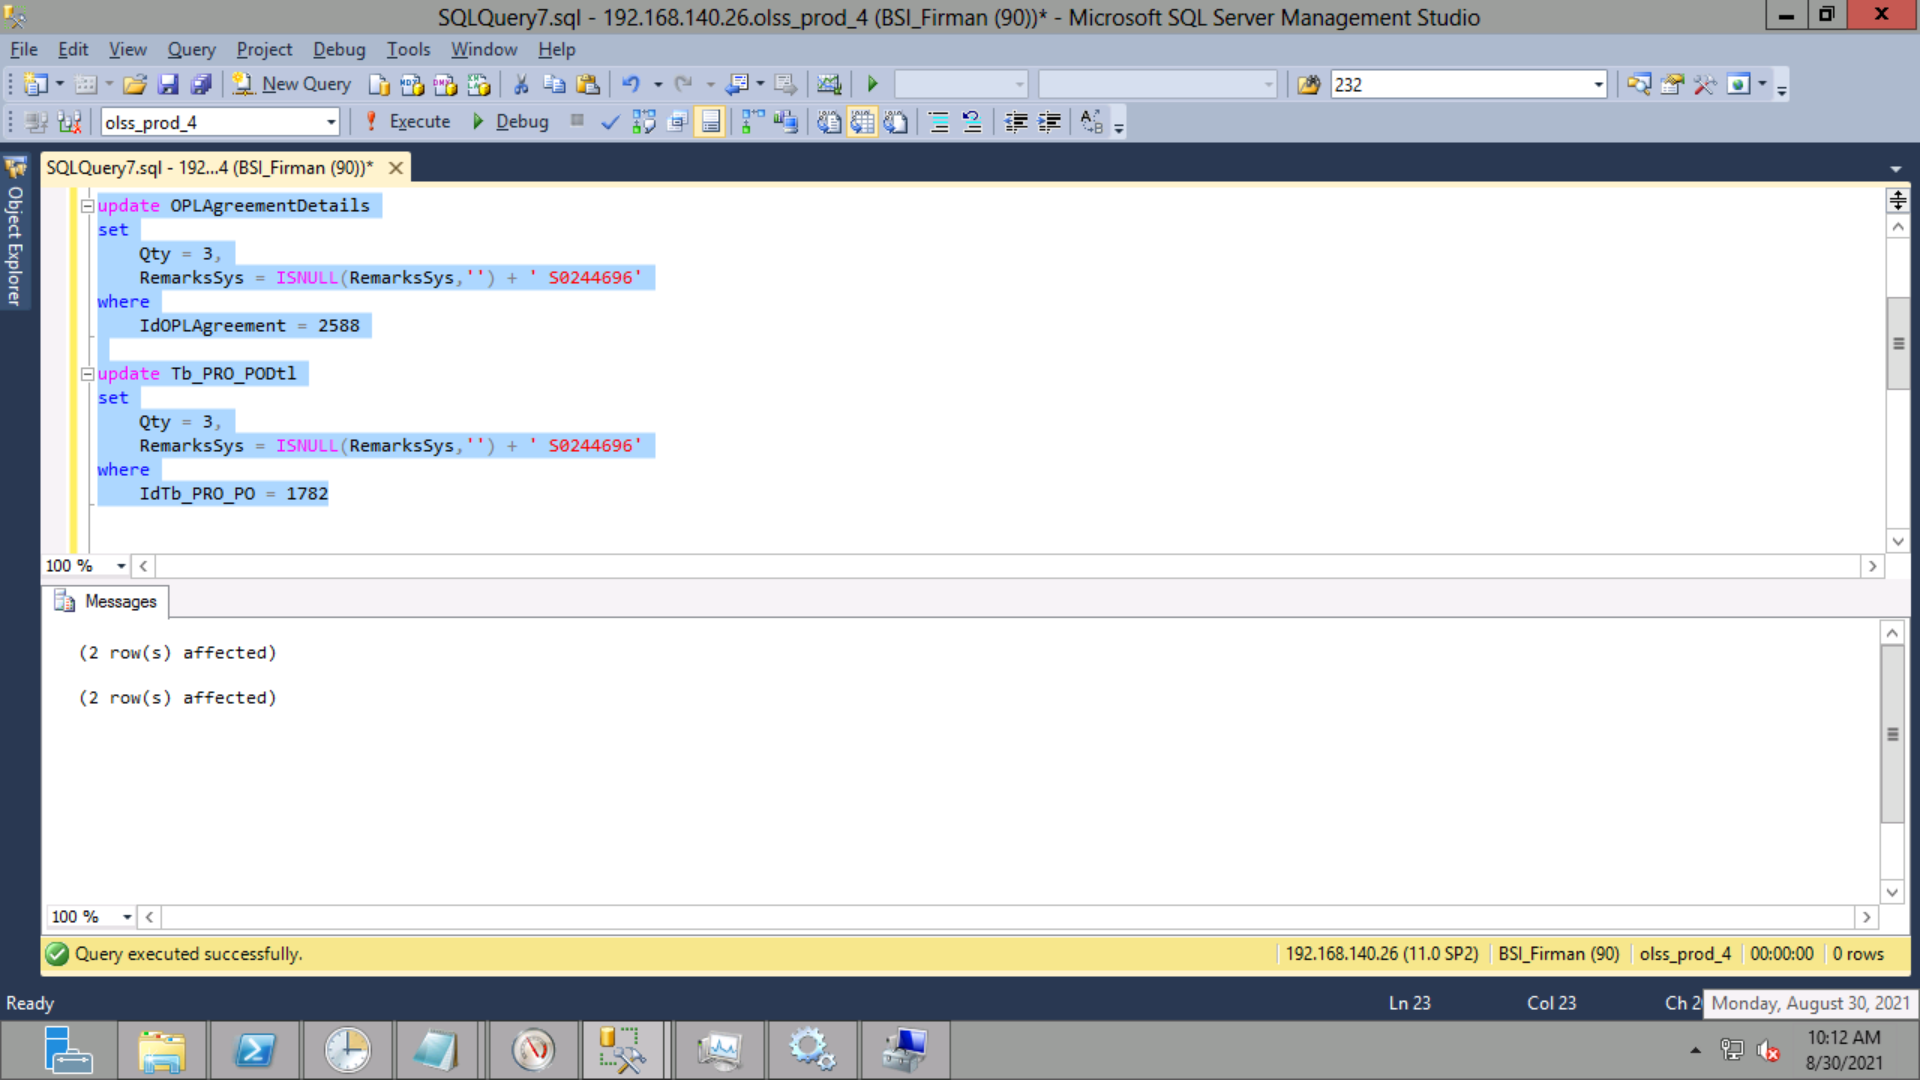 SQLQuery7.sql - 192.168.140.26.olss_prod_4 (BSI_Firman (90))* - Microsoft SQL Server Management Studio
File Edit View Query Project Debug Tools Window Help
New Query 232
olss_prod_4 Execute Debug
SQLQuery7.sql - 192...4 (BSI_Firman (90))*
Object Explorer
update OPLAgreementDetails
set
Qty = 3,
RemarksSys = ISNULL(RemarksSys,'') + ' S0244696'
where
IdOPLAgreement = 2588
update Tb_PRO_PODtl
set
Qty = 3,
RemarksSys = ISNULL(RemarksSys,'') + ' S0244696'
where
IdTb_PRO_PO = 1782
100 %
Messages
(2 row(s) affected)
(2 row(s) affected)
100 %
Query executed successfully. 192.168.140.26 (11.0 SP2) BSI_Firman (90) olss_prod_4 00:00:00 0 rows
Ready Ln 23 Col 23 Ch 2 Monday, August 30, 2021
10:12 AM
8/30/2021